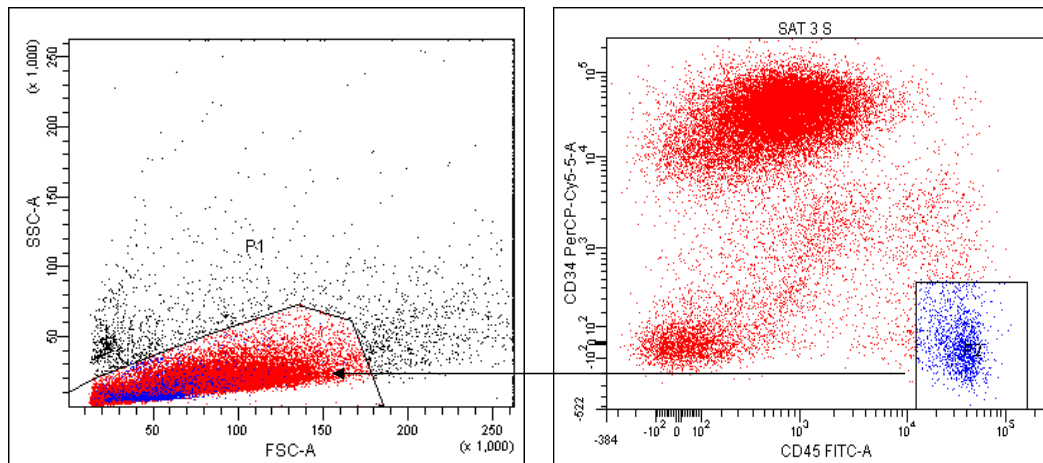 (x 1,000)
250
200
150
100
50
SSC-A
P1
50 100 150 200 250
(x 1,000)
FSC-A
SAT 3 S
CD34 PerCP-Cy5-5-A
10^5
10^4
10^3
10^2
-10^2
-522
-384
-10^2 0 10^2 10^3 10^4 10^5
CD45 FITC-A